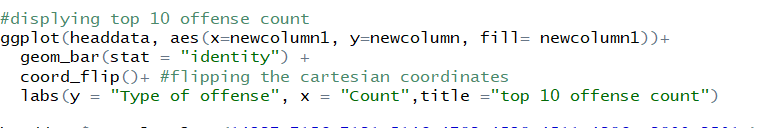 #displying top 10 offense count
ggplot(headdata, aes(x=newcolumn1, y=newcolumn, fill= newcolumn1))+
geom_bar(stat = "identity") +
coord_flip()+ #flipping the cartesian coordinates
labs(y = "Type of offense", x = "Count",title ="top 10 offense count")